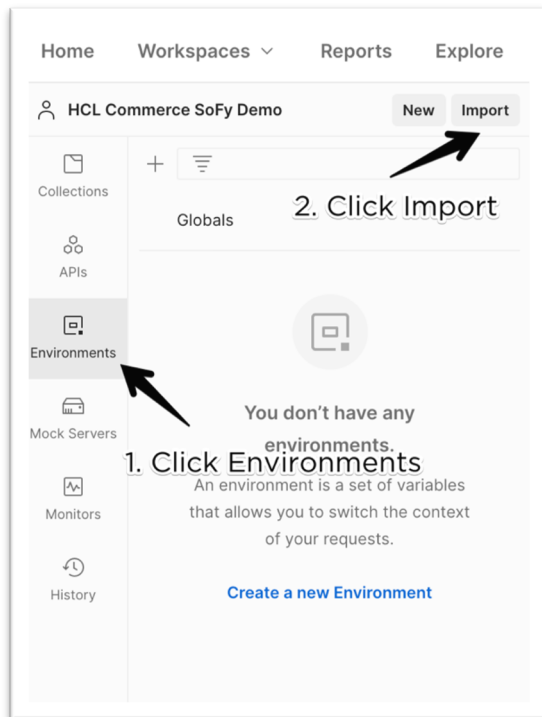 Home Workspaces Reports Explore
HCL Commerce SoFy Demo New Import
Collections
2. Click Import
Globals
APIs
Environments
You don't have any
environments.
Mock Servers
1. Click Environments
An environment is a set of variables
that allows you to switch the context
of your requests.
Monitors
History
Create a new Environment